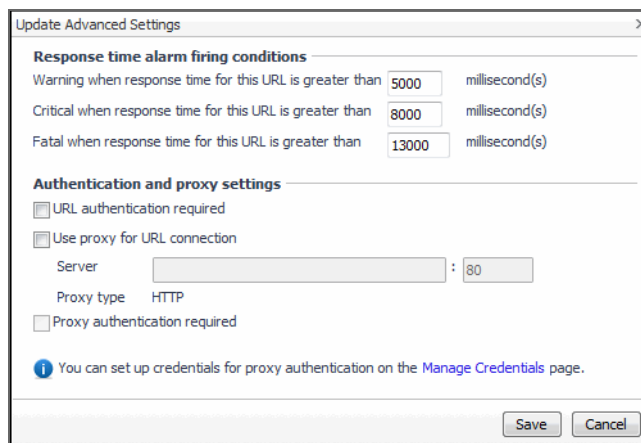 Update Advanced Settings
Response time alarm firing conditions
Warning when response time for this URL is greater than 5000 millisecond(s)
Critical when response time for this URL is greater than 8000 millisecond(s)
Fatal when response time for this URL is greater than 13000 millisecond(s)
Authentication and proxy settings
URL authentication required
Use proxy for URL connection
Server : 80
Proxy type HTTP
Proxy authentication required
You can set up credentials for proxy authentication on the Manage Credentials page.
Save Cancel